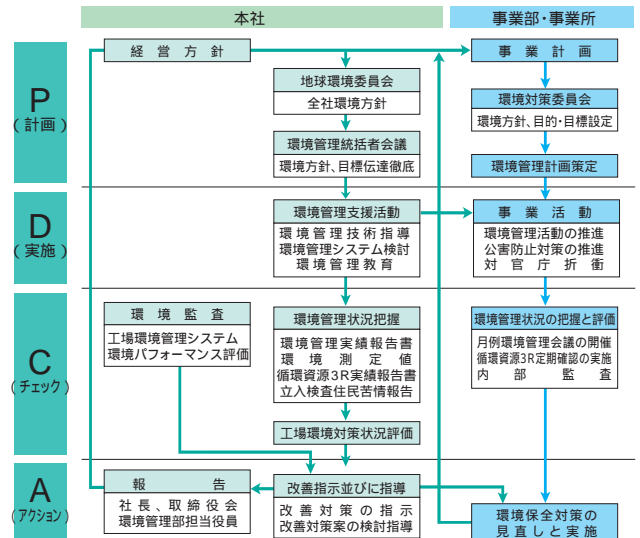 本社
事業部・事業所
P
（計画）
経営方針
事業計画
地球環境委員会
全社環境方針
環境対策委員会
環境方針、目的・目標設定
環境管理統括者会議
環境方針、目標伝達徹底
環境管理計画策定
D
（実施）
環境管理支援活動
環境管理技術指導
環境管理システム検討
環境管理教育
事業活動
環境管理活動の推進
公害防止対策の推進
対官庁折衝
C
（チェック）
環境監査
工場環境管理システム
環境パフォーマンス評価
環境管理状況把握
環境管理実績報告書
環境測定値
循環資源3R実績報告書
立入検査住民苦情報告
環境管理状況の把握と評価
月例環境管理会議の開催
循環資源3R定期確認の実施
内部監査
工場環境対策状況評価
A
（アクション）
報告
社長、取締役会
環境管理部担当役員
改善指示並びに指導
改善対策の指示
改善対策案の検討指導
環境保全対策の
見直しと実施